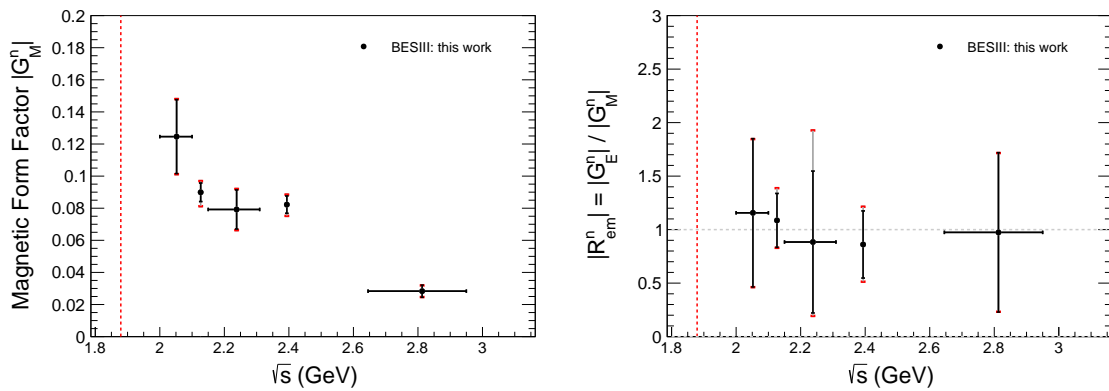 Magnetic Form Factor |G^n_M|
0.2
0.18
0.16
0.14
0.12
0.1
0.08
0.06
0.04
0.02
0
BESIII: this work
1.8 2 2.2 2.4 2.6 2.8 3
√s (GeV)
|R^n_em| = |G^n_E| / |G^n_M|
3
2.5
2
1.5
1
0.5
0
BESIII: this work
1.8 2 2.2 2.4 2.6 2.8 3
√s (GeV)